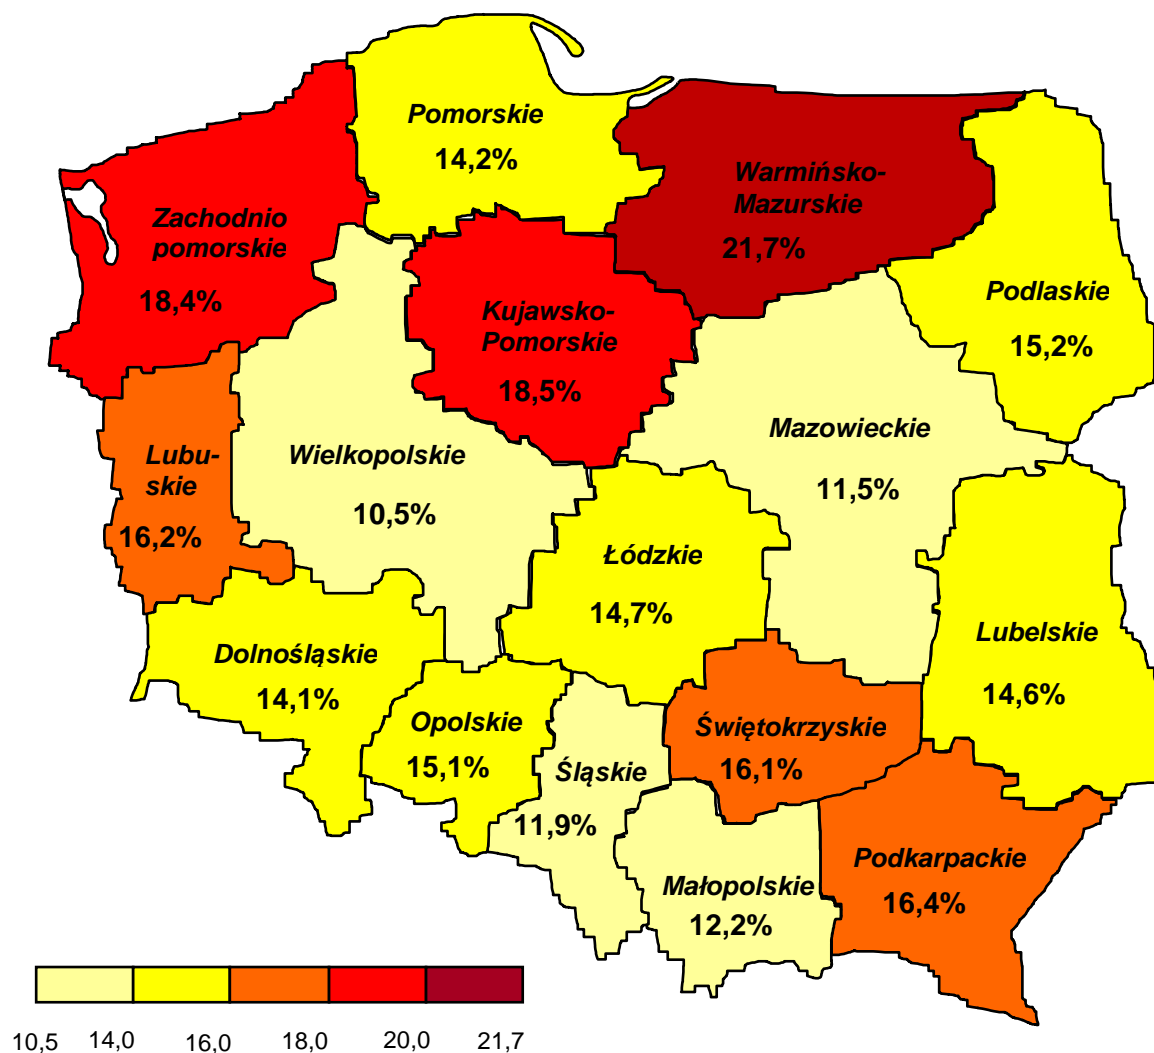 Pomorskie
14,2%
Warmińsko-
Mazurskie
21,7%
Zachodnio
pomorskie
18,4%
Kujawsko-
Pomorskie
18,5%
Podlaskie
15,2%
Lubu-
skie
16,2%
Wielkopolskie
10,5%
Mazowieckie
11,5%
Łódzkie
14,7%
Lubelskie
14,6%
Dolnośląskie
14,1%
Opolskie
15,1%
Śląskie
11,9%
Świętokrzyskie
16,1%
Małopolskie
12,2%
Podkarpackie
16,4%
10,5 14,0 16,0 18,0 20,0 21,7